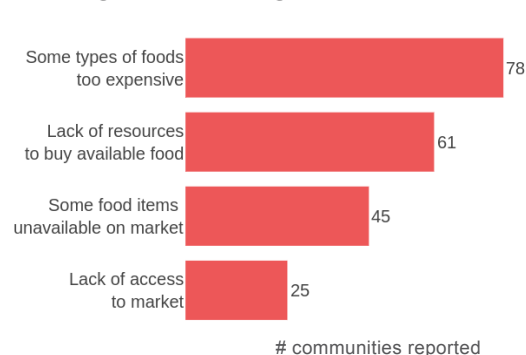 Some types of foods
too expensive
78
Lack of resources
to buy available food
61
Some food items
unavailable on market
45
Lack of access
to market
25
# communities reported